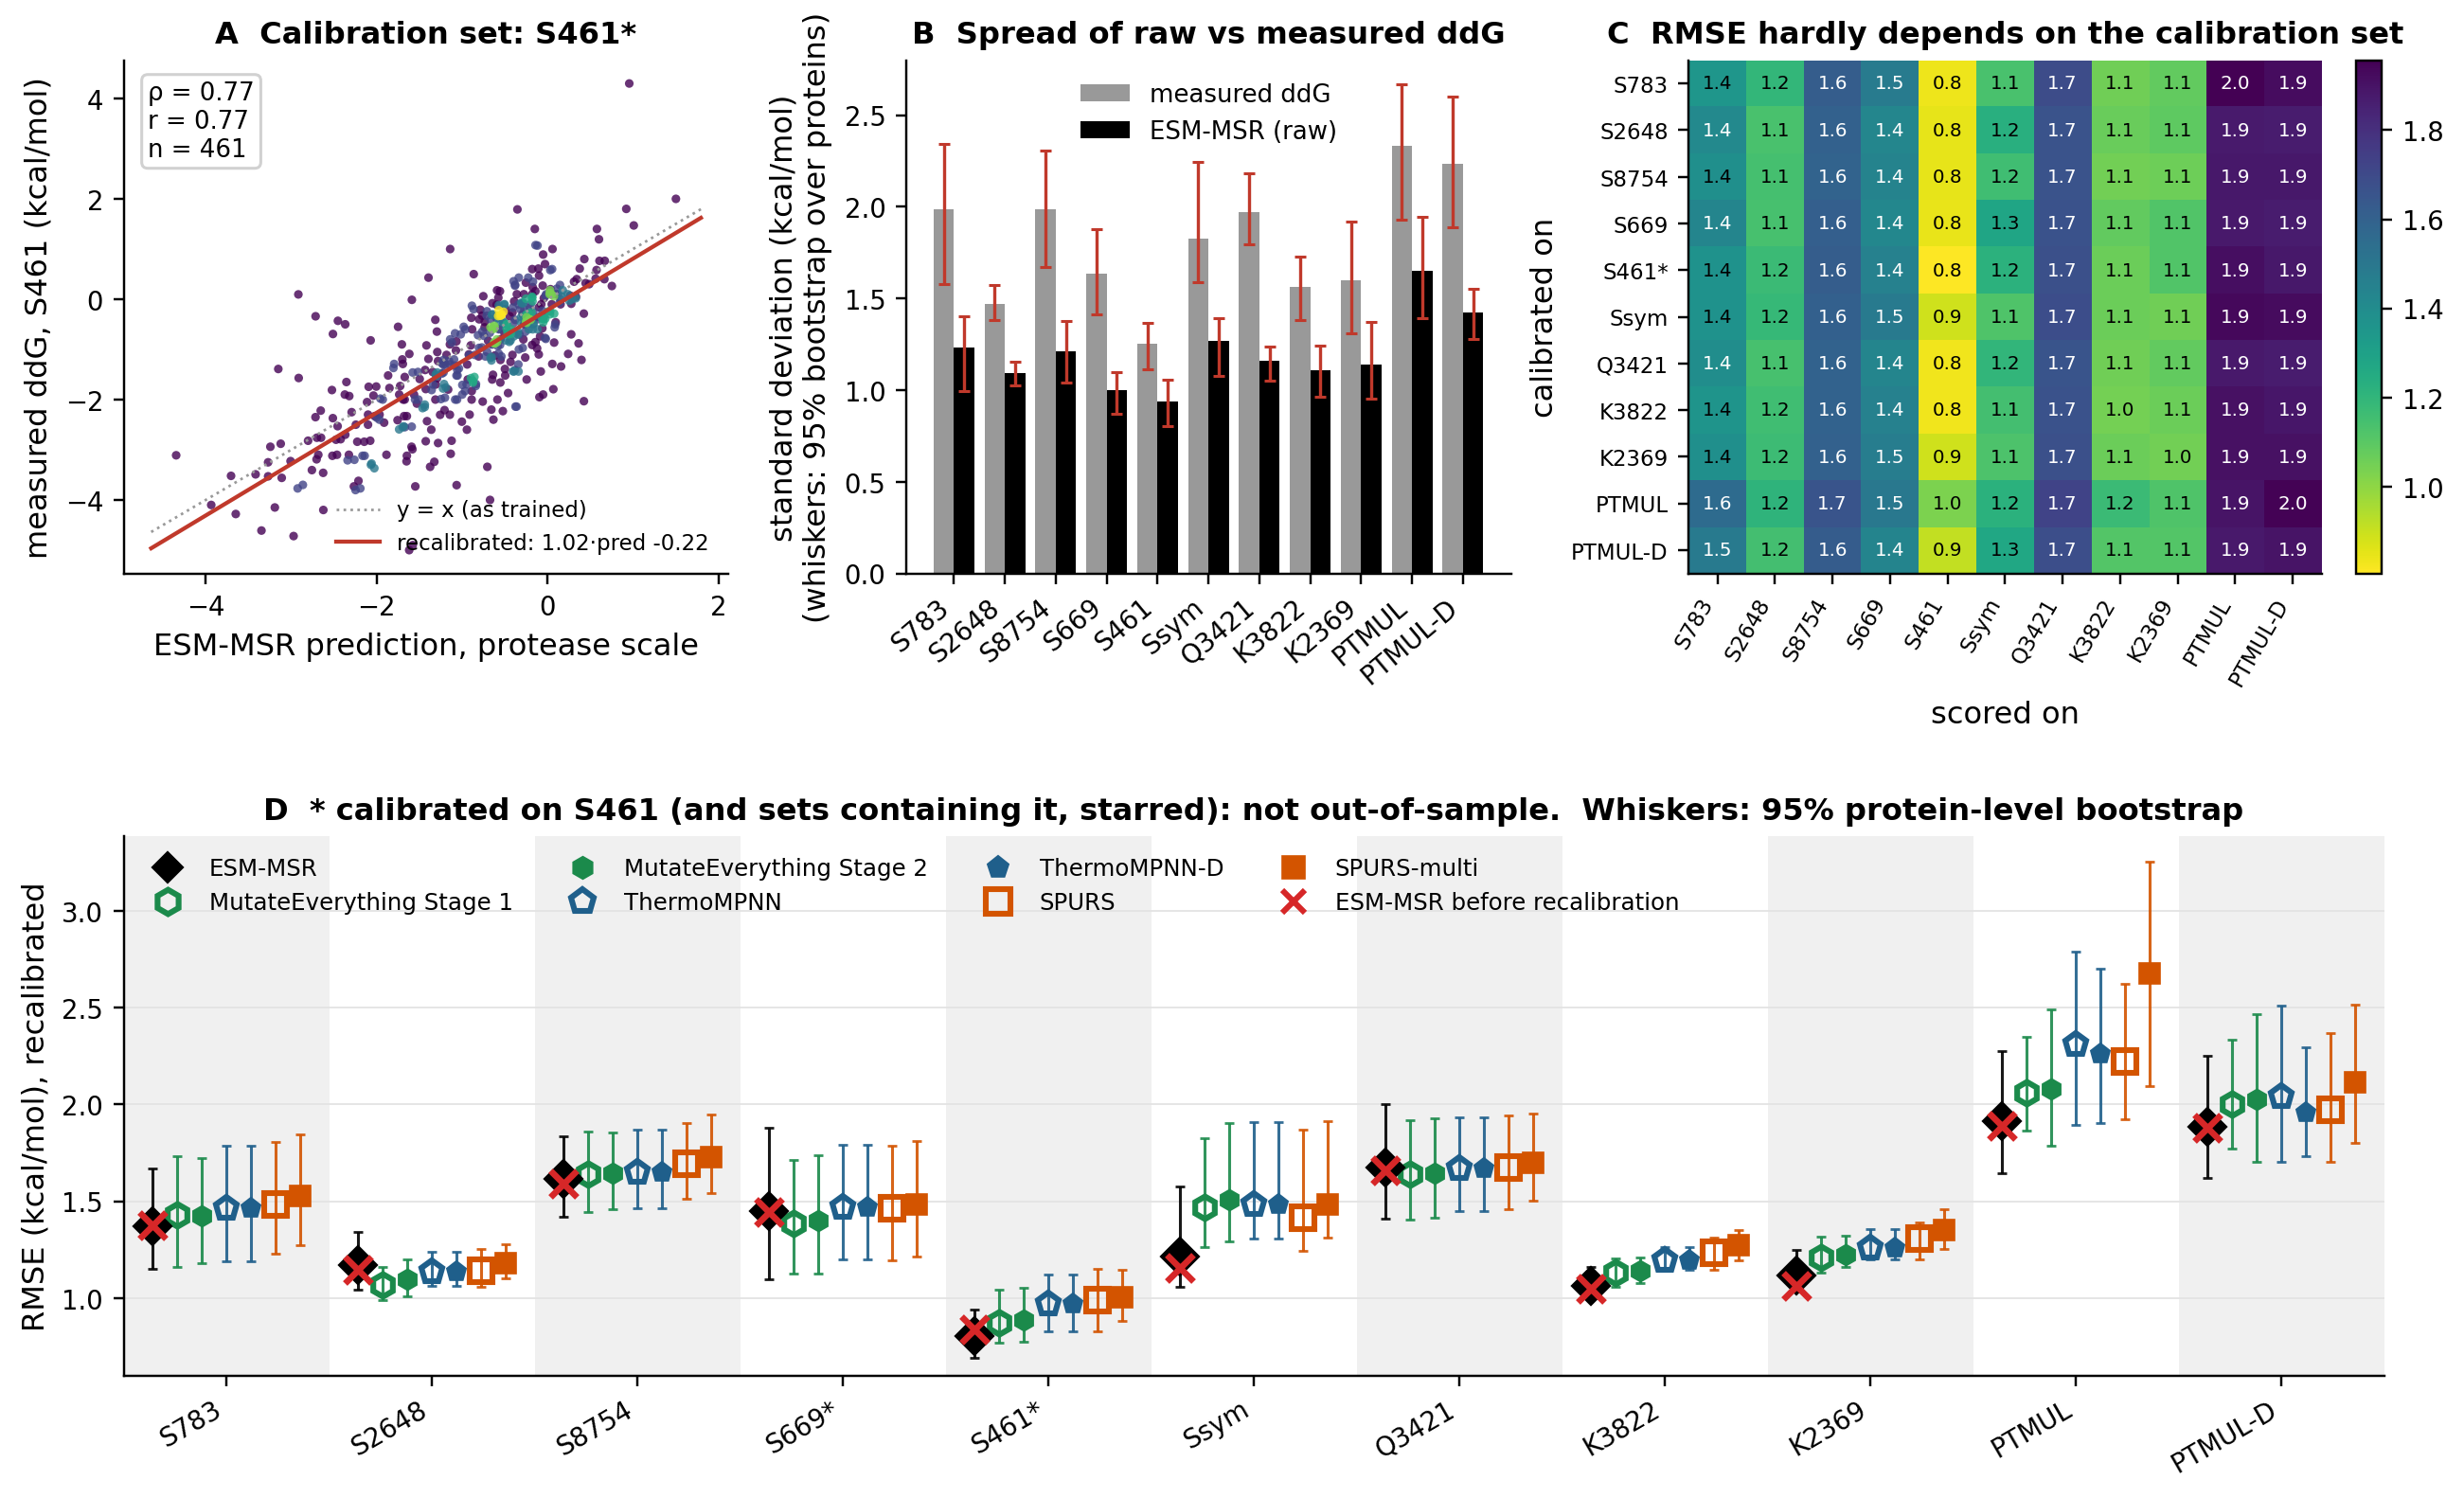 A  Calibration set: S461*
measured ddG, S461 (kcal/mol)
4
2
0
−2
−4
ρ = 0.77
r = 0.77
n = 461
y = x (as trained)
recalibrated: 1.02·pred -0.22
−4 −2 0 2
ESM-MSR prediction, protease scale
B  Spread of raw vs measured ddG
standard deviation (kcal/mol)
(whiskers: 95% bootstrap over proteins)
2.5
2.0
1.5
1.0
0.5
0.0
measured ddG
ESM-MSR (raw)
S783 S2648 S8754 S669 S461 Ssym Q3421 K3822 K2369 PTMUL PTMUL-D
C  RMSE hardly depends on the calibration set
calibrated on
S783 1.4 1.2 1.6 1.5 0.8 1.1 1.7 1.1 1.1 2.0 1.9
S2648 1.4 1.1 1.6 1.4 0.8 1.2 1.7 1.1 1.1 1.9 1.9
S8754 1.4 1.1 1.6 1.4 0.8 1.2 1.7 1.1 1.1 1.9 1.9
S669 1.4 1.1 1.6 1.4 0.8 1.3 1.7 1.1 1.1 1.9 1.9
S461* 1.4 1.2 1.6 1.4 0.8 1.2 1.7 1.1 1.1 1.9 1.9
Ssym 1.4 1.2 1.6 1.5 0.9 1.1 1.7 1.1 1.1 1.9 1.9
Q3421 1.4 1.1 1.6 1.4 0.8 1.2 1.7 1.1 1.1 1.9 1.9
K3822 1.4 1.2 1.6 1.4 0.8 1.1 1.7 1.0 1.1 1.9 1.9
K2369 1.4 1.2 1.6 1.5 0.9 1.1 1.7 1.1 1.0 1.9 1.9
PTMUL 1.6 1.2 1.7 1.5 1.0 1.2 1.7 1.2 1.1 1.9 2.0
PTMUL-D 1.5 1.2 1.6 1.4 0.9 1.3 1.7 1.1 1.1 1.9 1.9
S783 S2648 S8754 S669 S461 Ssym Q3421 K3822 K2369 PTMUL PTMUL-D
scored on
1.8
1.6
1.4
1.2
1.0
D  * calibrated on S461 (and sets containing it, starred): not out-of-sample.  Whiskers: 95% protein-level bootstrap
RMSE (kcal/mol), recalibrated
3.0
2.5
2.0
1.5
1.0
ESM-MSR
MutateEverything Stage 1
MutateEverything Stage 2
ThermoMPNN
ThermoMPNN-D
SPURS
SPURS-multi
ESM-MSR before recalibration
S783 S2648 S8754 S669* S461* Ssym Q3421 K3822 K2369 PTMUL PTMUL-D